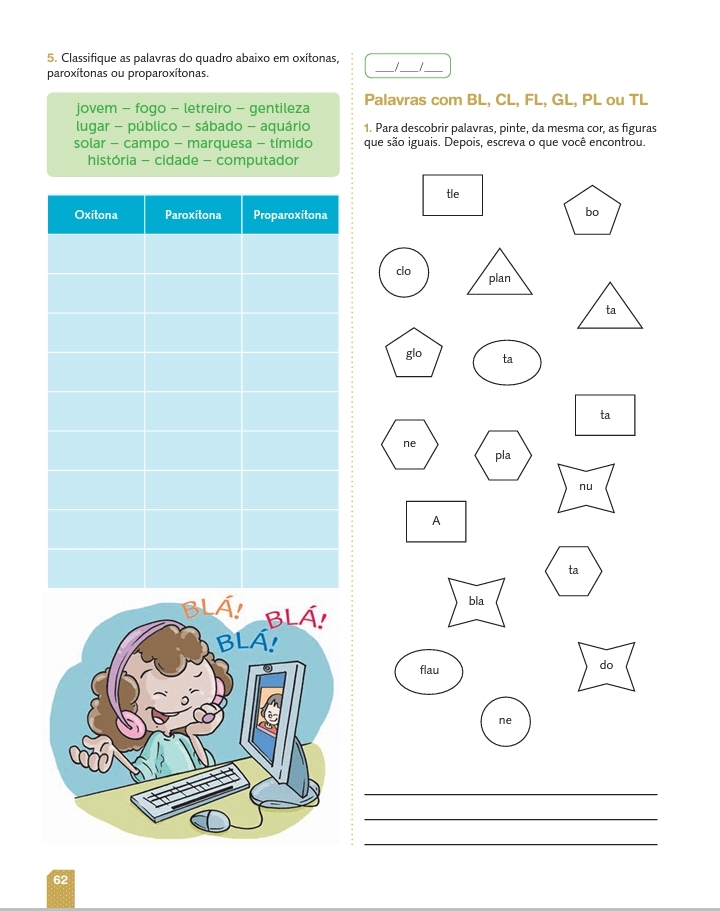 5. Classifique as palavras do quadro abaixo em oxítonas,
paroxítonas ou proparoxítonas.
jovem – fogo – letreiro – gentileza
lugar – público – sábado – aquário
solar – campo – marquesa – tímido
história – cidade – computador
Oxítona Paroxítona Proparoxítona
BLÁ!
BLÁ!
BLÁ!
62
___/___/___
Palavras com BL, CL, FL, GL, PL ou TL
1. Para descobrir palavras, pinte, da mesma cor, as figuras
que são iguais. Depois, escreva o que você encontrou.
tle
bo
clo
plan
ta
glo
ta
ta
ne
pla
nu
A
ta
bla
do
flau
ne